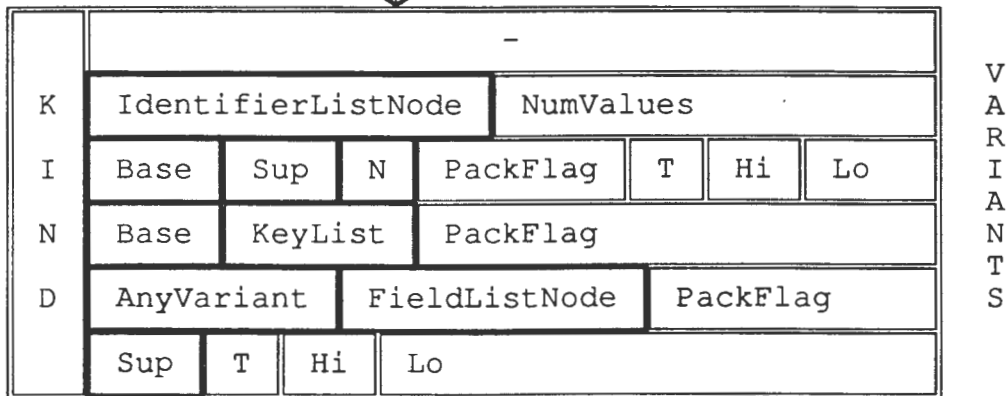 -
K IdentifierListNode NumValues
I Base Sup N PackFlag T Hi Lo
N Base KeyList PackFlag
D AnyVariant FieldListNode PackFlag
Sup T Hi Lo
VARIANTS